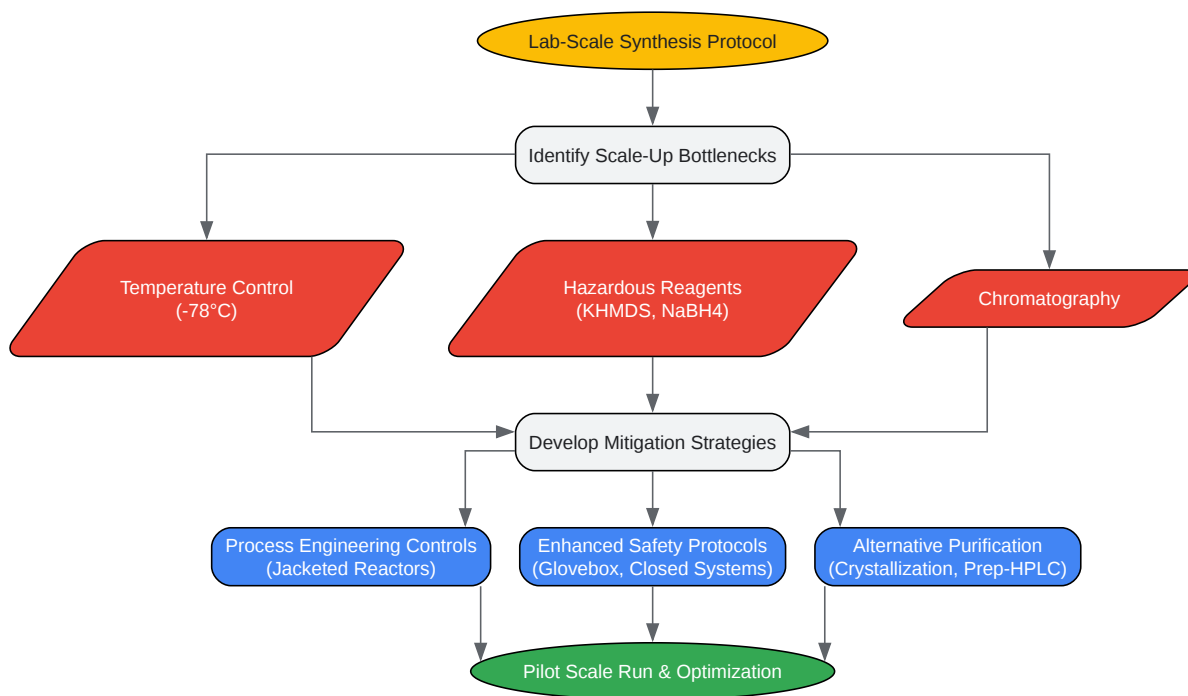 Lab-Scale Synthesis Protocol
Identify Scale-Up Bottlenecks
Temperature Control
(-78°C)
Hazardous Reagents
(KHMDS, NaBH4)
Chromatography
Develop Mitigation Strategies
Process Engineering Controls
(Jacketed Reactors)
Enhanced Safety Protocols
(Glovebox, Closed Systems)
Alternative Purification
(Crystallization, Prep-HPLC)
Pilot Scale Run & Optimization